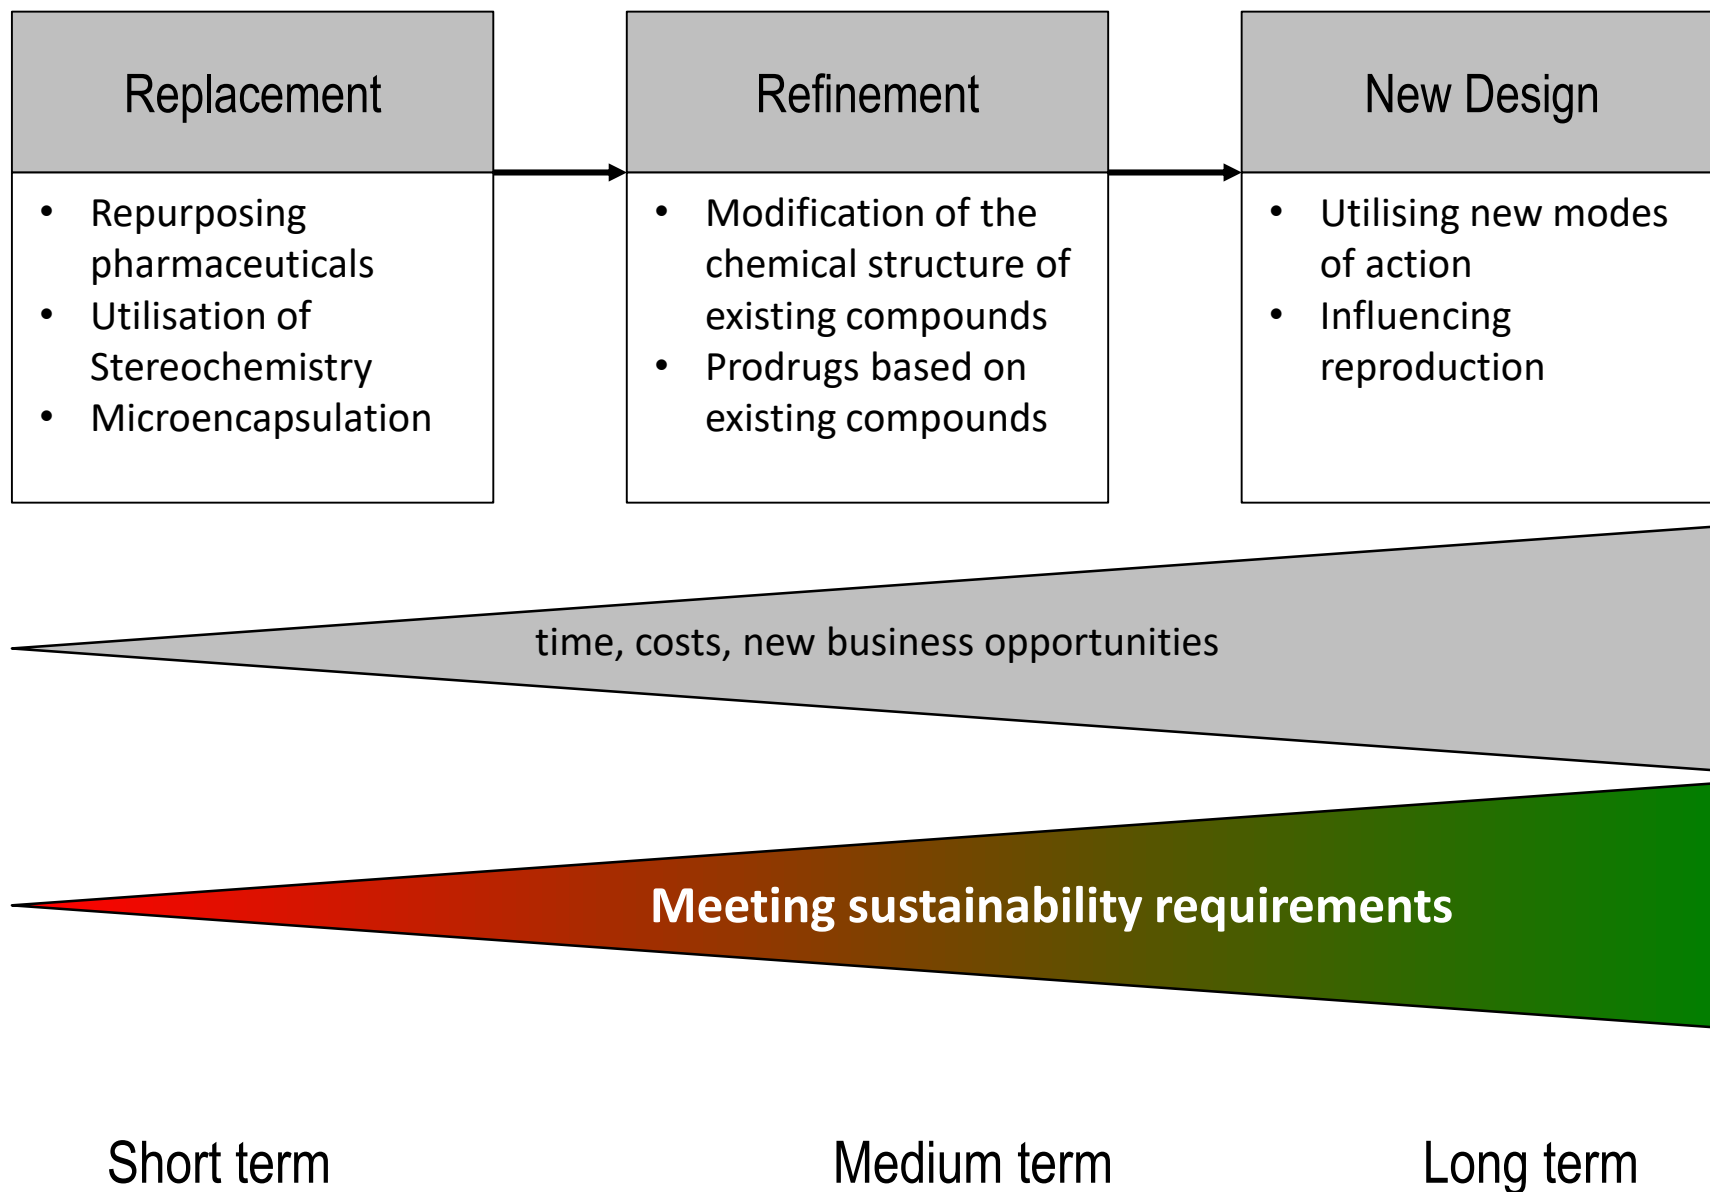 Replacement
• Repurposing
pharmaceuticals
• Utilisation of
Stereochemistry
• Microencapsulation
Refinement
• Modification of the
chemical structure of
existing compounds
• Prodrugs based on
existing compounds
New Design
• Utilising new modes
of action
• Influencing
reproduction
time, costs, new business opportunities
Meeting sustainability requirements
Short term
Medium term
Long term